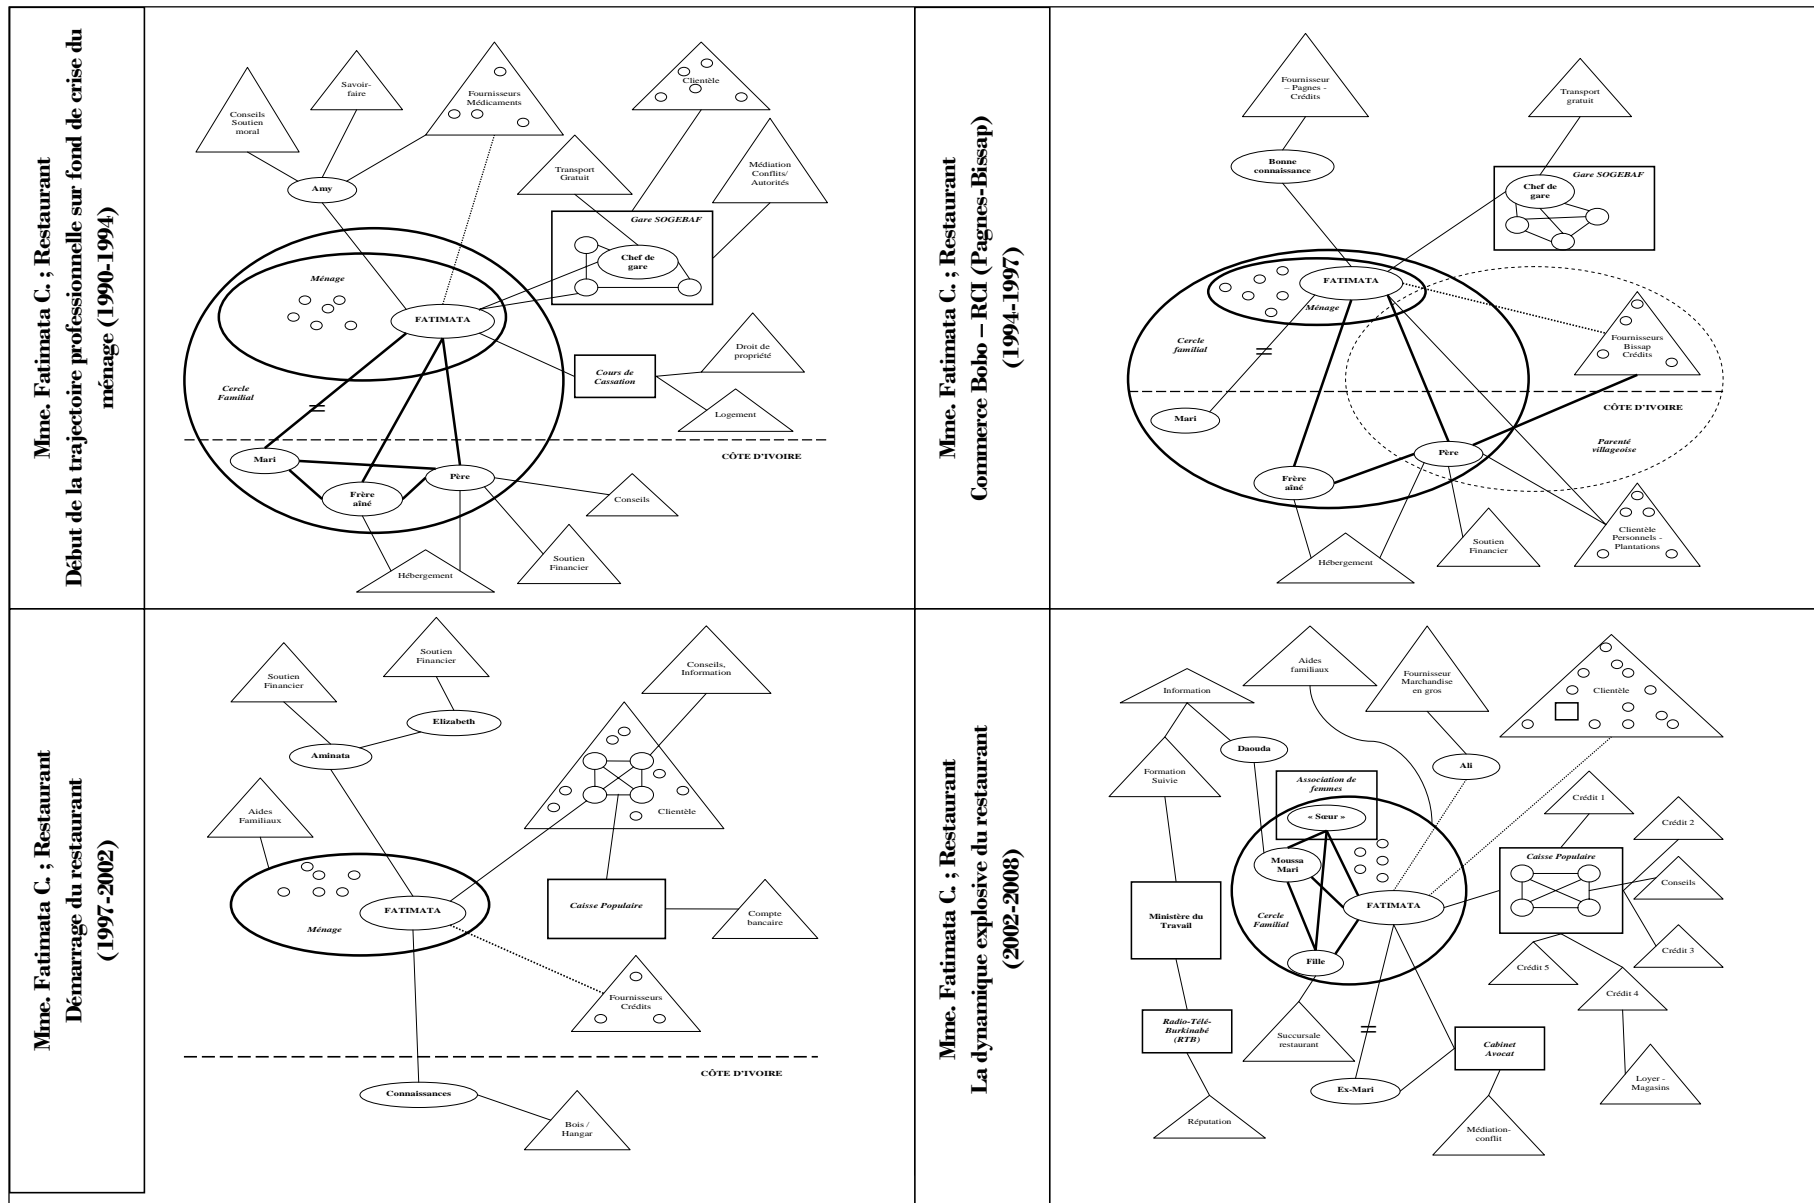 Mme. Fatimata C. ; Restaurant
Début de la trajectoire professionnelle sur fond de crise du
ménage (1990-1994)
Conseils
Soutien
moral
Savoir-
faire
Fournisseurs
Médicaments
Clientèle
Amy
Transport
Gratuit
Médiation
Conflits/
Autorités
Gare SOGEBAF
Chef de
gare
Ménage
FATIMATA
Cercle
Familial
=
Cours de
Cassation
Droit de
propriété
Logement
CÔTE D'IVOIRE
Mari
Frère
aîné
Père
Conseils
Hébergement
Soutien
Financier
Mme. Fatimata C. ; Restaurant
Commerce Bobo – RCI (Pagnes-Bissap)
(1994-1997)
Fournisseur
– Pagnes -
Crédits
Transport
gratuit
Bonne
connaissance
Gare SOGEBAF
Chef de
gare
FATIMATA
Ménage
Cercle
familial
=
Fournisseurs
Bissap
Crédits
CÔTE D'IVOIRE
Mari
Parenté
villageoise
Père
Frère
aîné
Clientèle
Personnels -
Plantations
Soutien
Financier
Hébergement
Mme. Fatimata C. ; Restaurant
Démarrage du restaurant
(1997-2002)
Soutien
Financier
Soutien
Financier
Conseils,
Information
Elizabeth
Aminata
Aides
Familiaux
Clientèle
FATIMATA
Ménage
Caisse Populaire
Compte
bancaire
Fournisseurs
Crédits
CÔTE D'IVOIRE
Connaissances
Bois /
Hangar
Mme. Fatimata C. ; Restaurant
La dynamique explosive du restaurant
(2002-2008)
Information
Aides
familiaux
Fournisseur
Marchandise
en gros
Clientèle
Daouda
Formation
Suivie
Ali
Association de
femmes
« Sœur »
Crédit 1
Crédit 2
Moussa
Mari
Caisse Populaire
Conseils
FATIMATA
Cercle
Familial
Ministère du
Travail
Fille
Crédit 3
Crédit 5
Crédit 4
Radio-Télé-
Burkinabé
(RTB)
Succursale
restaurant
=
Cabinet
Avocat
Ex-Mari
Loyer -
Magasins
Réputation
Médiation-
conflit